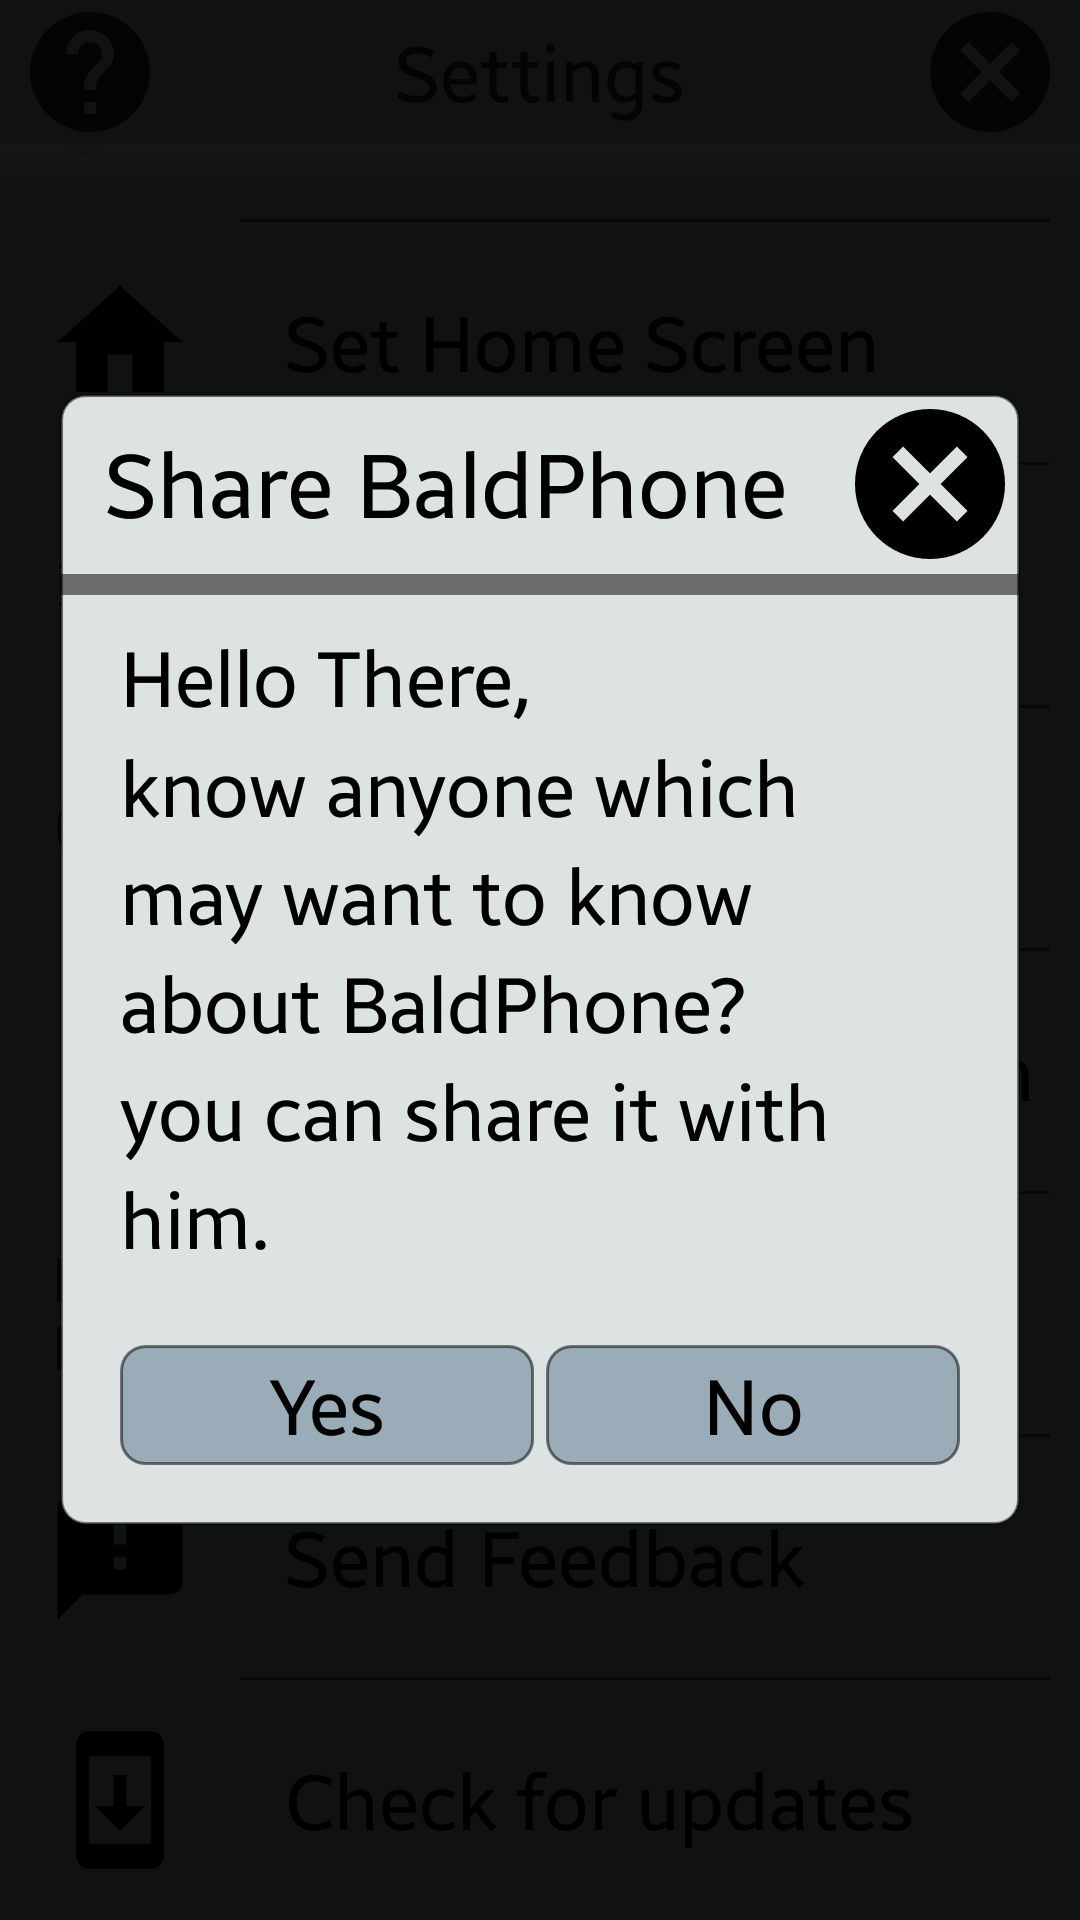 Settings
Set Home Screen
Share BaldPhone
Hello There,
know anyone which
may want to know
about BaldPhone?
you can share it with
him.
Yes
No
Send Feedback
Check for updates